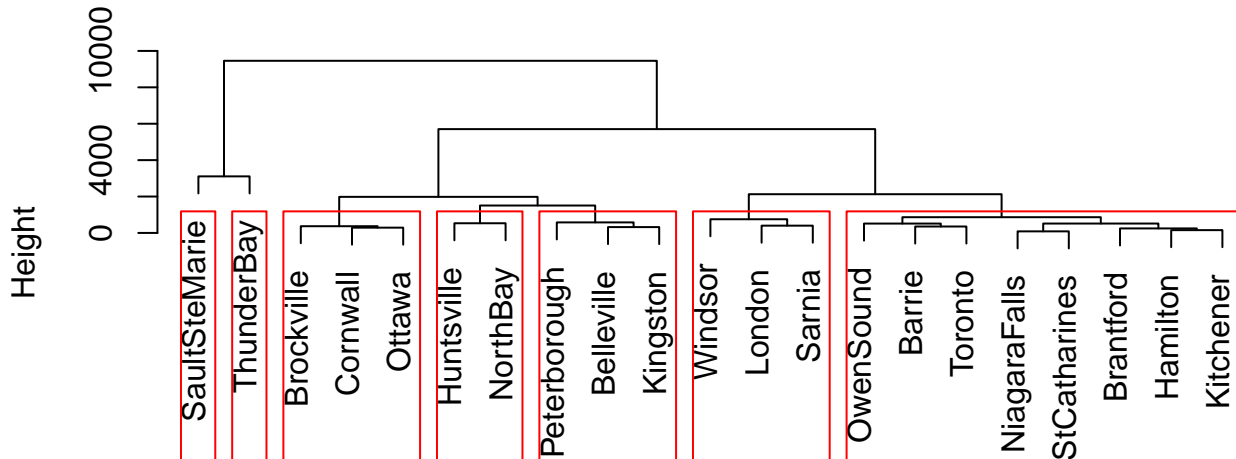 Height
10000
4000
0
SaultSteMarie
ThunderBay
Brockville
Cornwall
Ottawa
Huntsville
NorthBay
Peterborough
Belleville
Kingston
Windsor
London
Sarnia
OwenSound
Barrie
Toronto
NiagaraFalls
StCatharines
Brantford
Hamilton
Kitchener